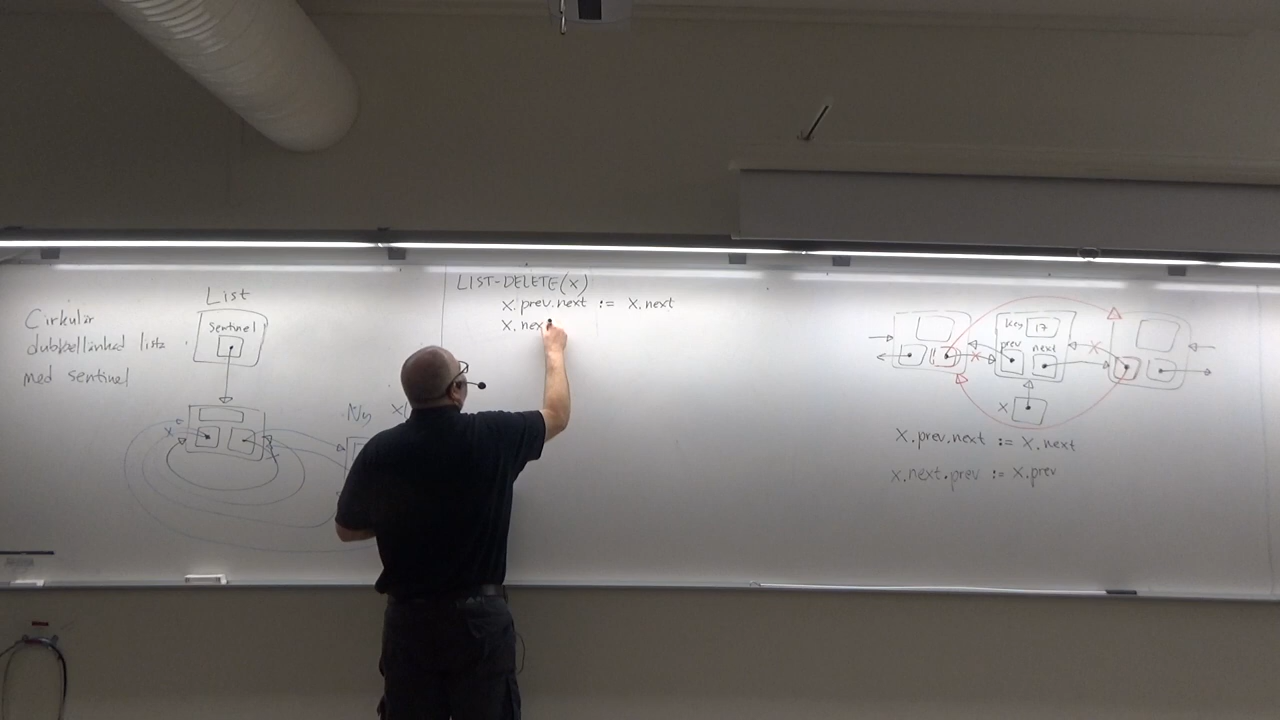 Cirkulär
dubbellänkad lista
med sentinel
List
Sentinel
Ny x
LIST-DELETE(x)
x.prev.next := x.next
x.nex
key 17
prev next
x
x.prev.next := x.next
x.next.prev := x.prev